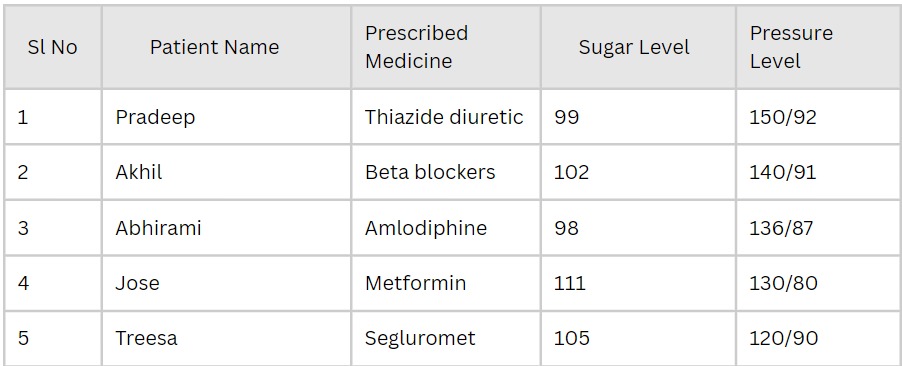 Sl No Patient Name Prescribed Medicine Sugar Level Pressure Level
1 Pradeep Thiazide diuretic 99 150/92
2 Akhil Beta blockers 102 140/91
3 Abhirami Amlodiphine 98 136/87
4 Jose Metformin 111 130/80
5 Treesa Segluromet 105 120/90